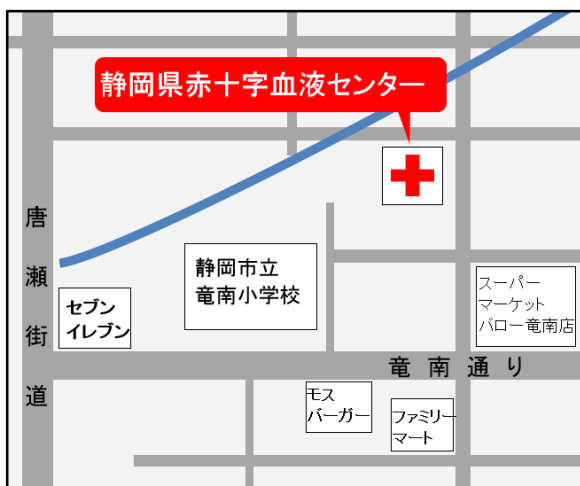 静岡県赤十字血液センター
唐瀬街道
静岡市立
竜南小学校
セブン
イレブン
スーパー
マーケット
バロー竜南店
竜南通り
モス
バーガー
ファミリー
マート